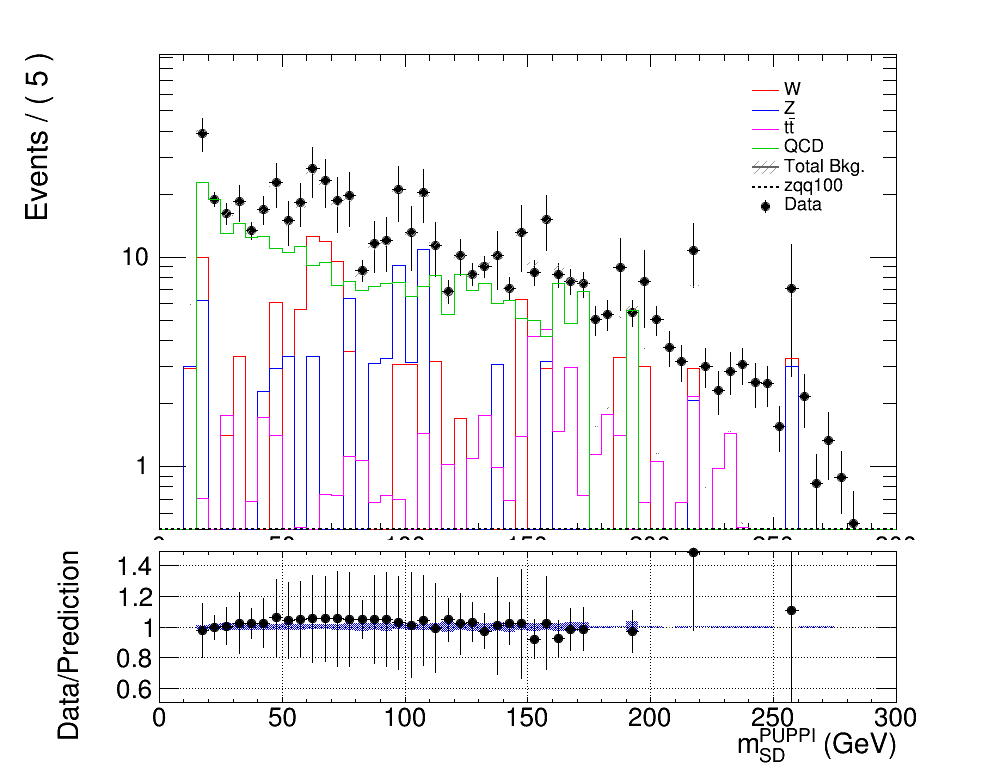 Events / ( 5 )
10
1
W
Z
tt̄
QCD
Total Bkg.
zqq100
Data
Data/Prediction
1.4
1.2
1
0.8
0.6
0 50 100 150 200 250 300
m_SD^PUPPI (GeV)